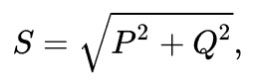 S = √(P² + Q²),